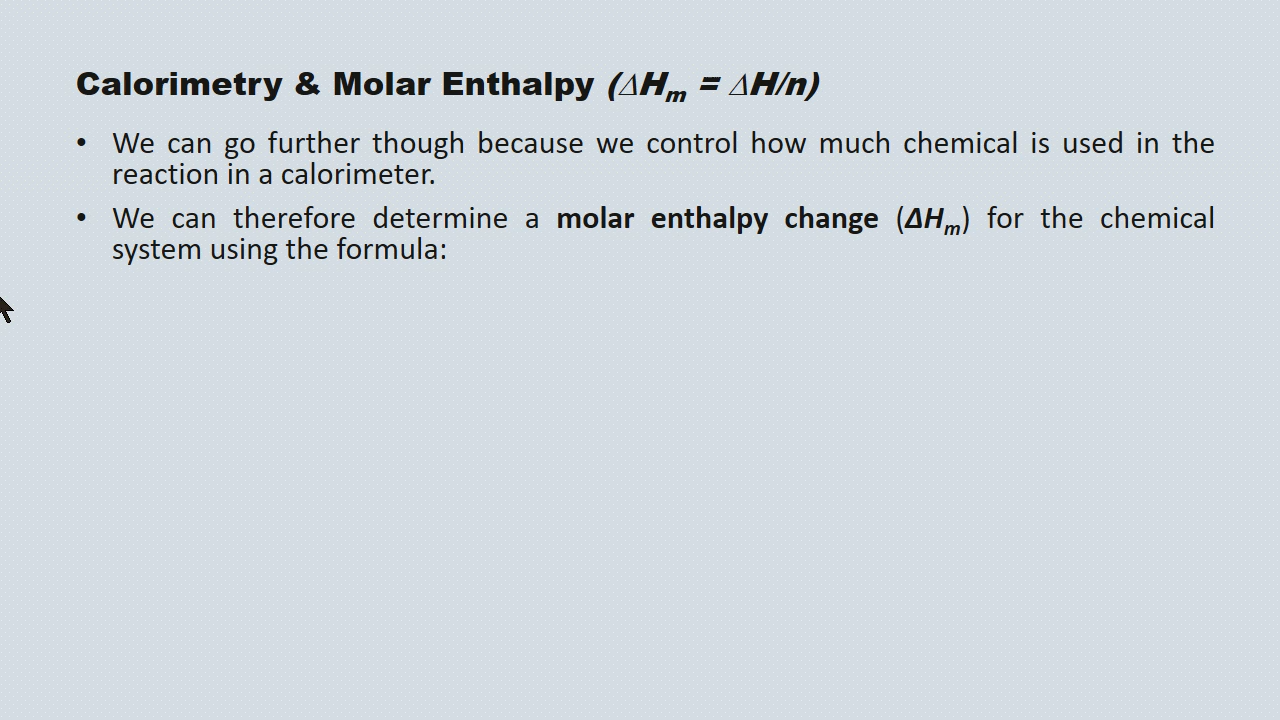 Calorimetry & Molar Enthalpy (ΔHm = ΔH/n)
• We can go further though because we control how much chemical is used in the
reaction in a calorimeter.
• We can therefore determine a molar enthalpy change (ΔHm) for the chemical
system using the formula: